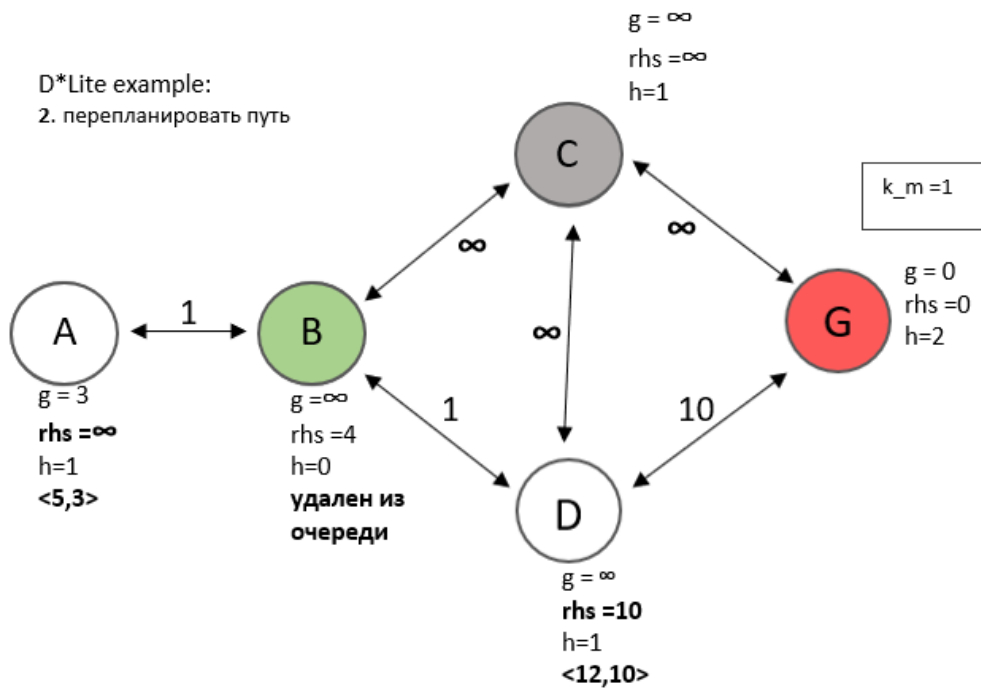 g = ∞
rhs =∞
h=1
D*Lite example:
2. перепланировать путь
C
k_m =1
∞
∞
g = 0
rhs =0
h=2
A
1
B
∞
G
g = 3
rhs =∞
h=1
<5,3>
g =∞
rhs =4
h=0
удален из
очереди
1
10
D
g = ∞
rhs =10
h=1
<12,10>